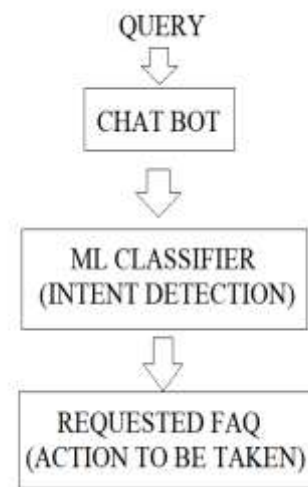 QUERY
CHAT BOT
ML CLASSIFIER
(INTENT DETECTION)
REQUESTED FAQ
(ACTION TO BE TAKEN)